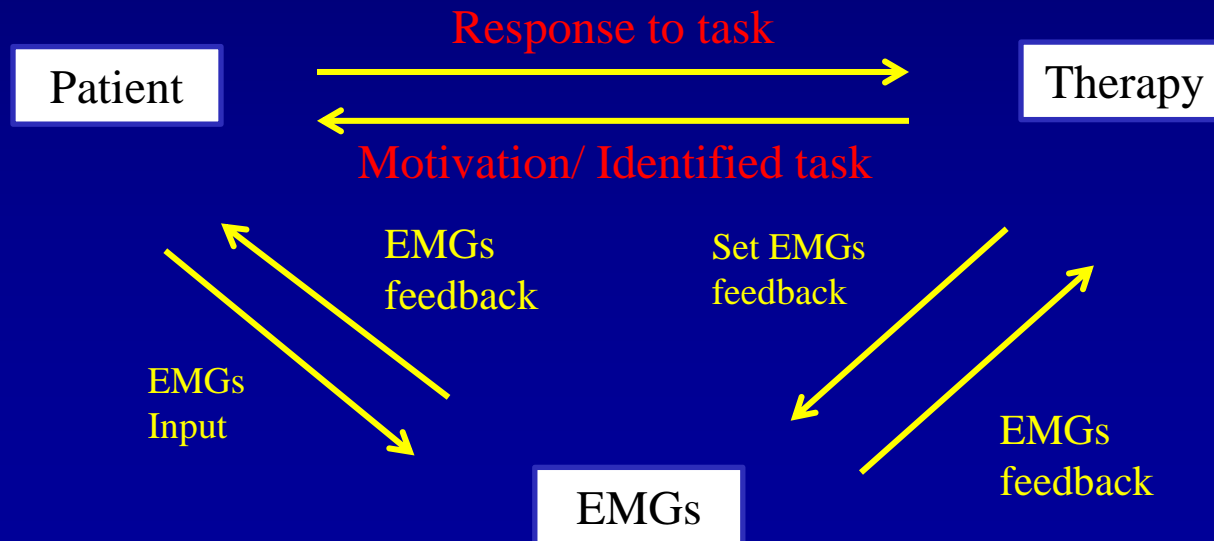 Response to task
Patient
Therapy
Motivation/ Identified task
EMGs
feedback
Set EMGs
feedback
EMGs
Input
EMGs
feedback
EMGs